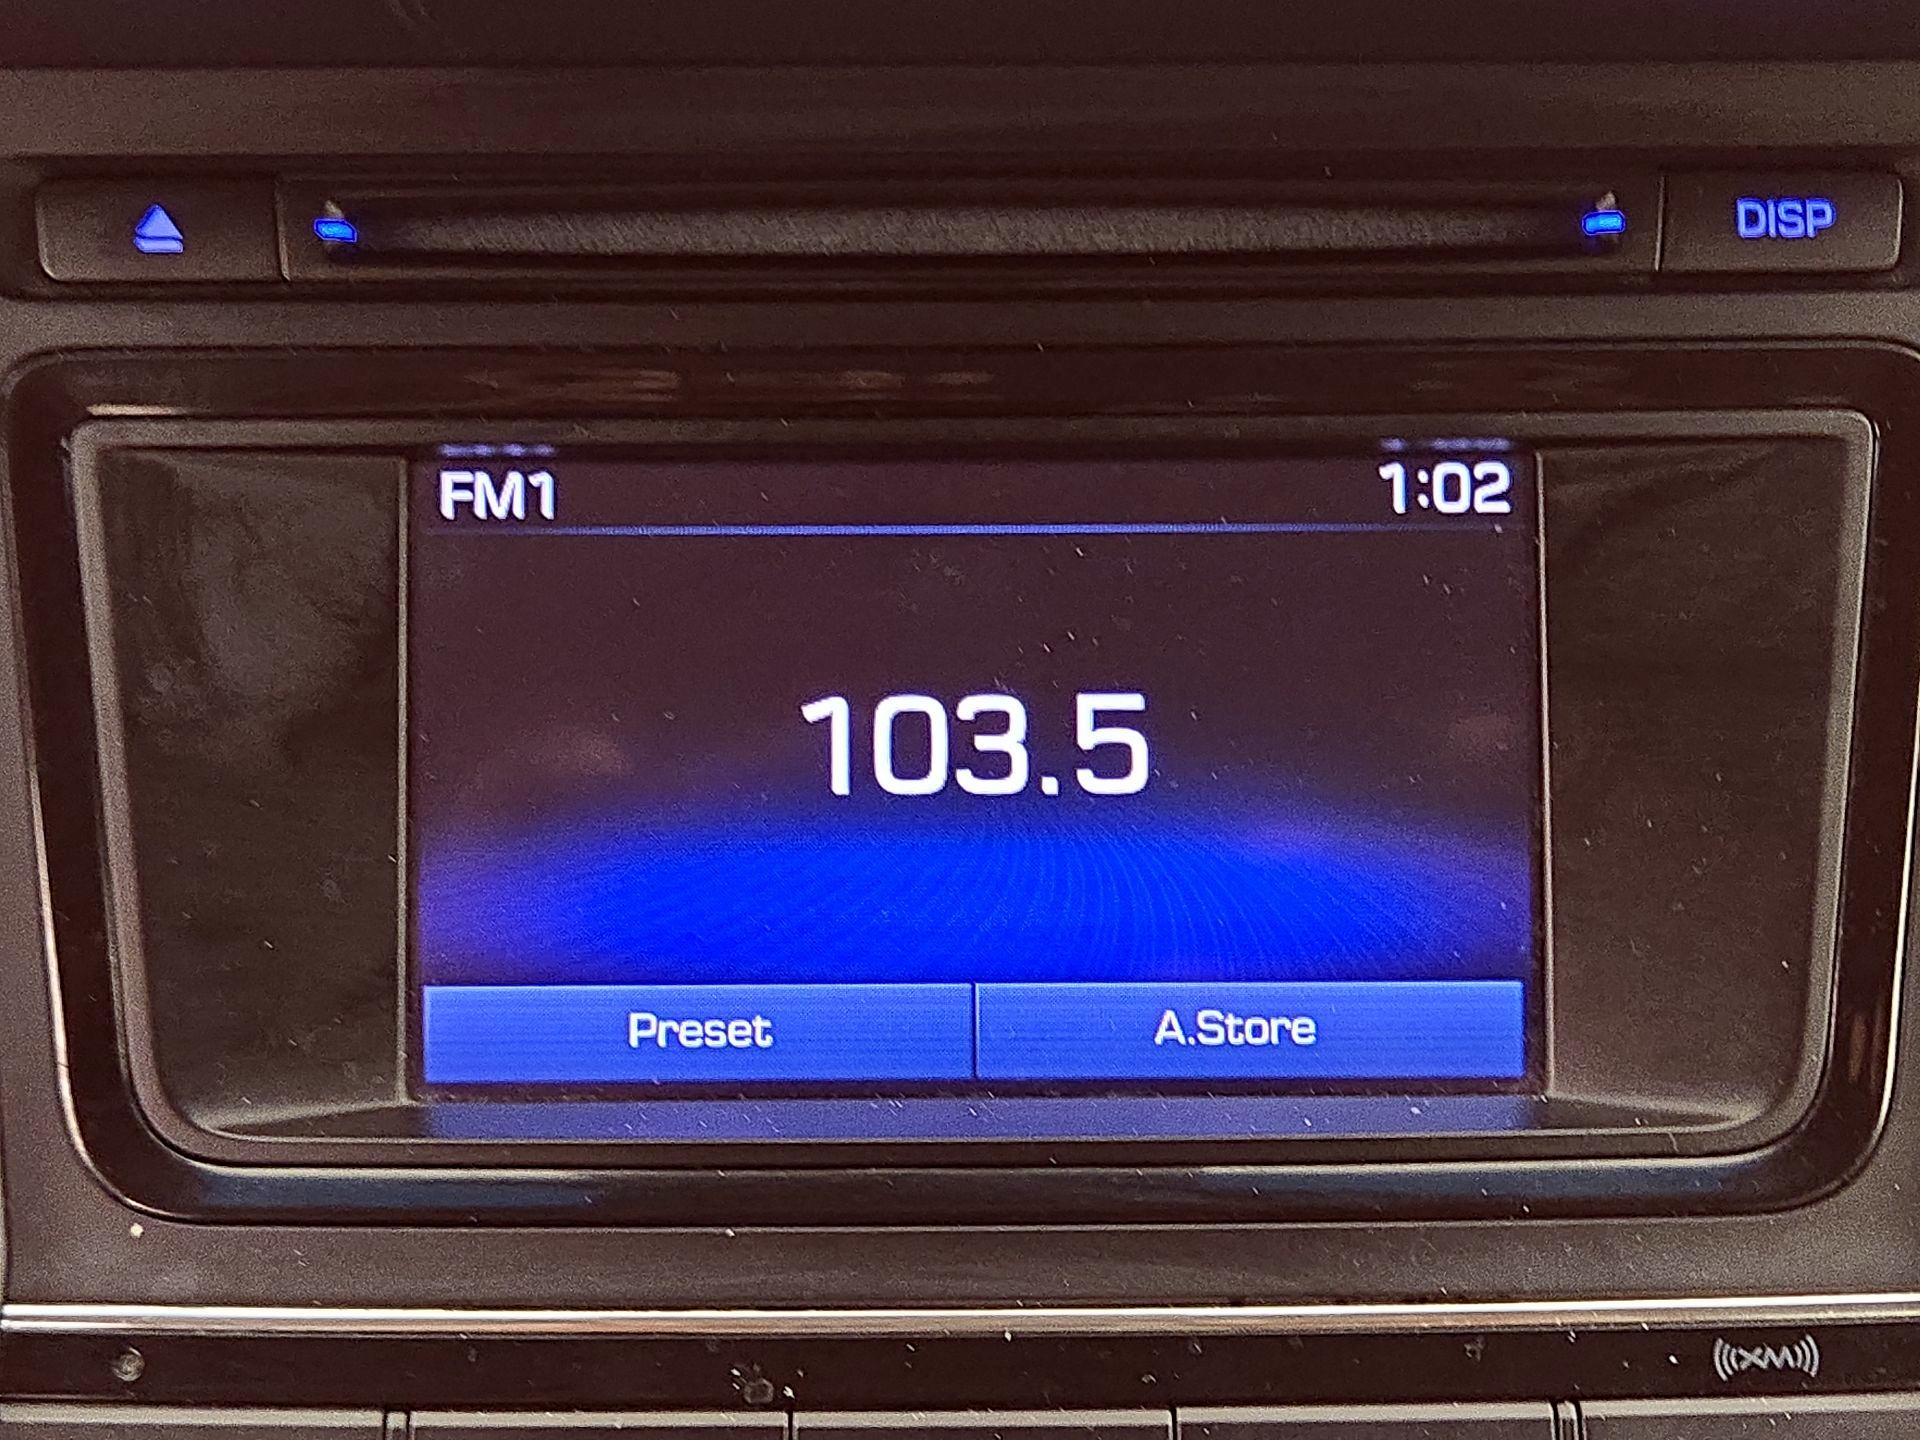 DISP
FM1 1:02
103.5
Preset A.Store
((XM))